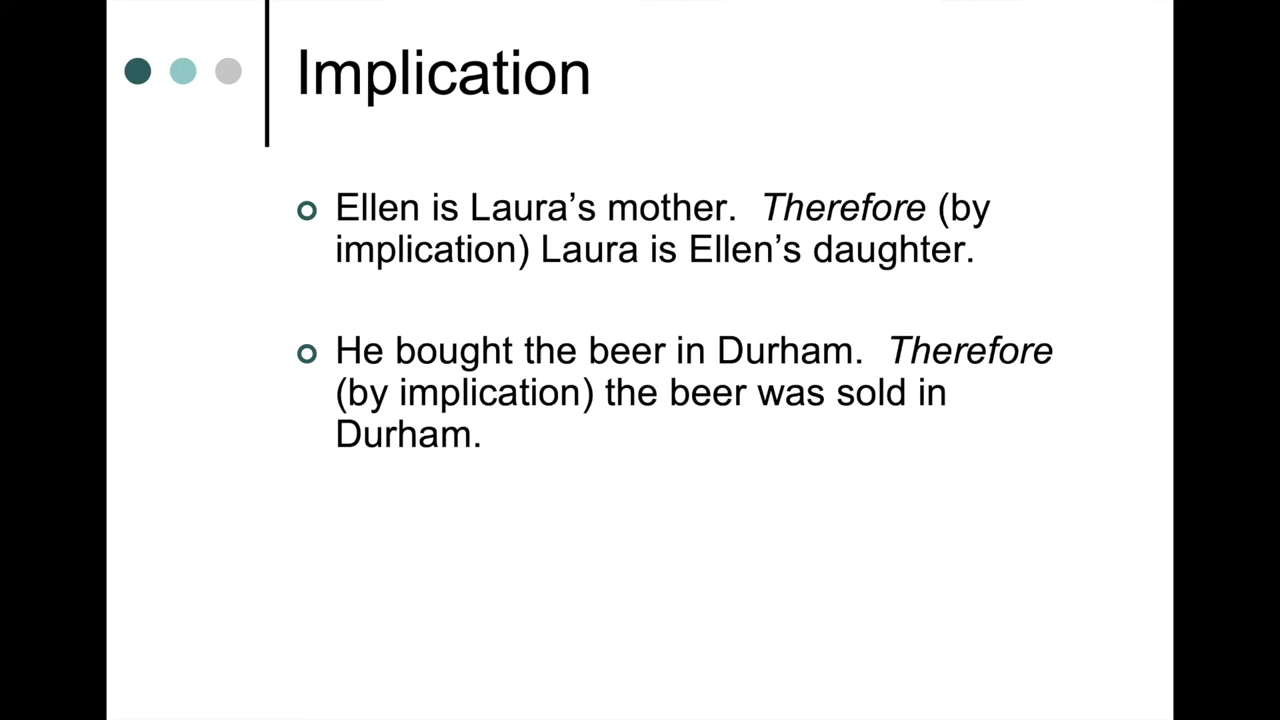 Implication
Ellen is Laura’s mother.  Therefore (by
implication) Laura is Ellen’s daughter.
He bought the beer in Durham.  Therefore
(by implication) the beer was sold in
Durham.